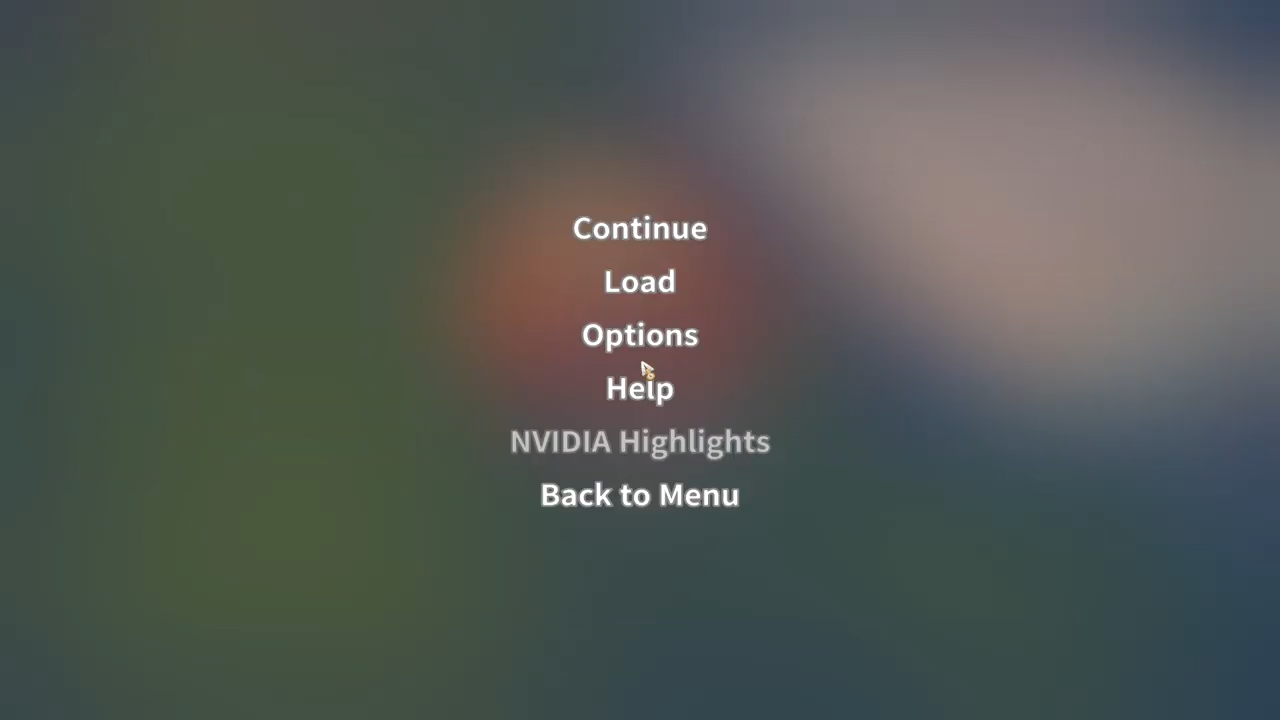 Continue
Load
Options
Help
NVIDIA Highlights
Back to Menu